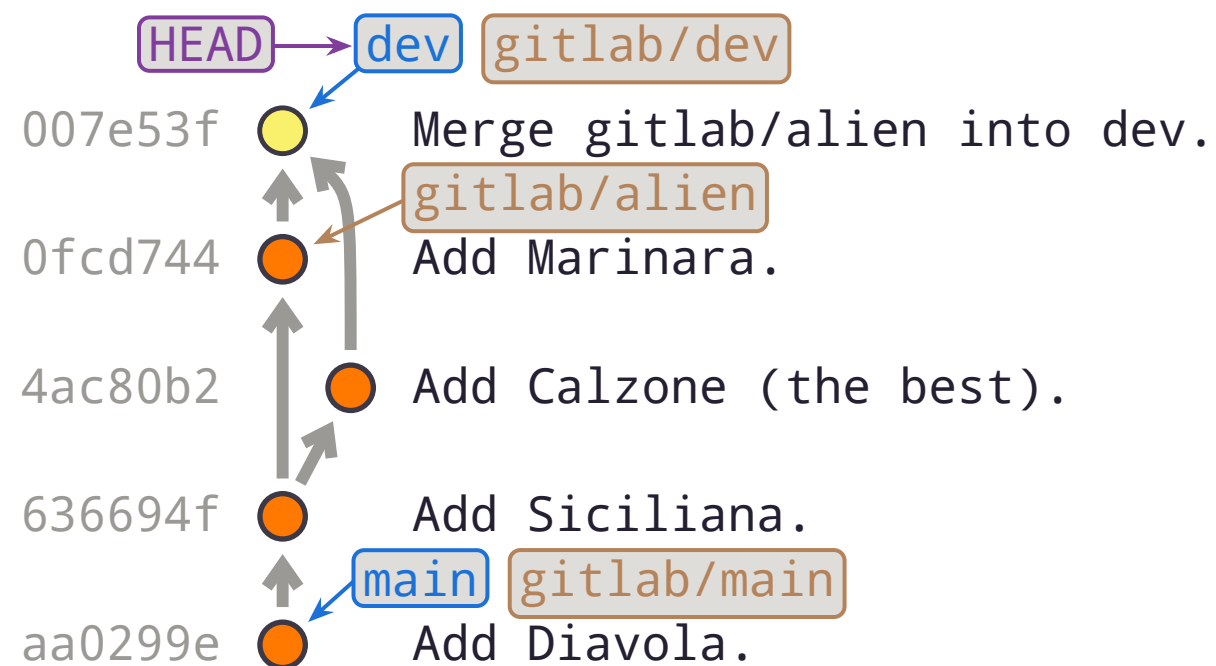 HEAD dev gitlab/dev
007e53f Merge gitlab/alien into dev.
gitlab/alien
0fcd744 Add Marinara.
4ac80b2 Add Calzone (the best).
636694f Add Siciliana.
main gitlab/main
aa0299e Add Diavola.